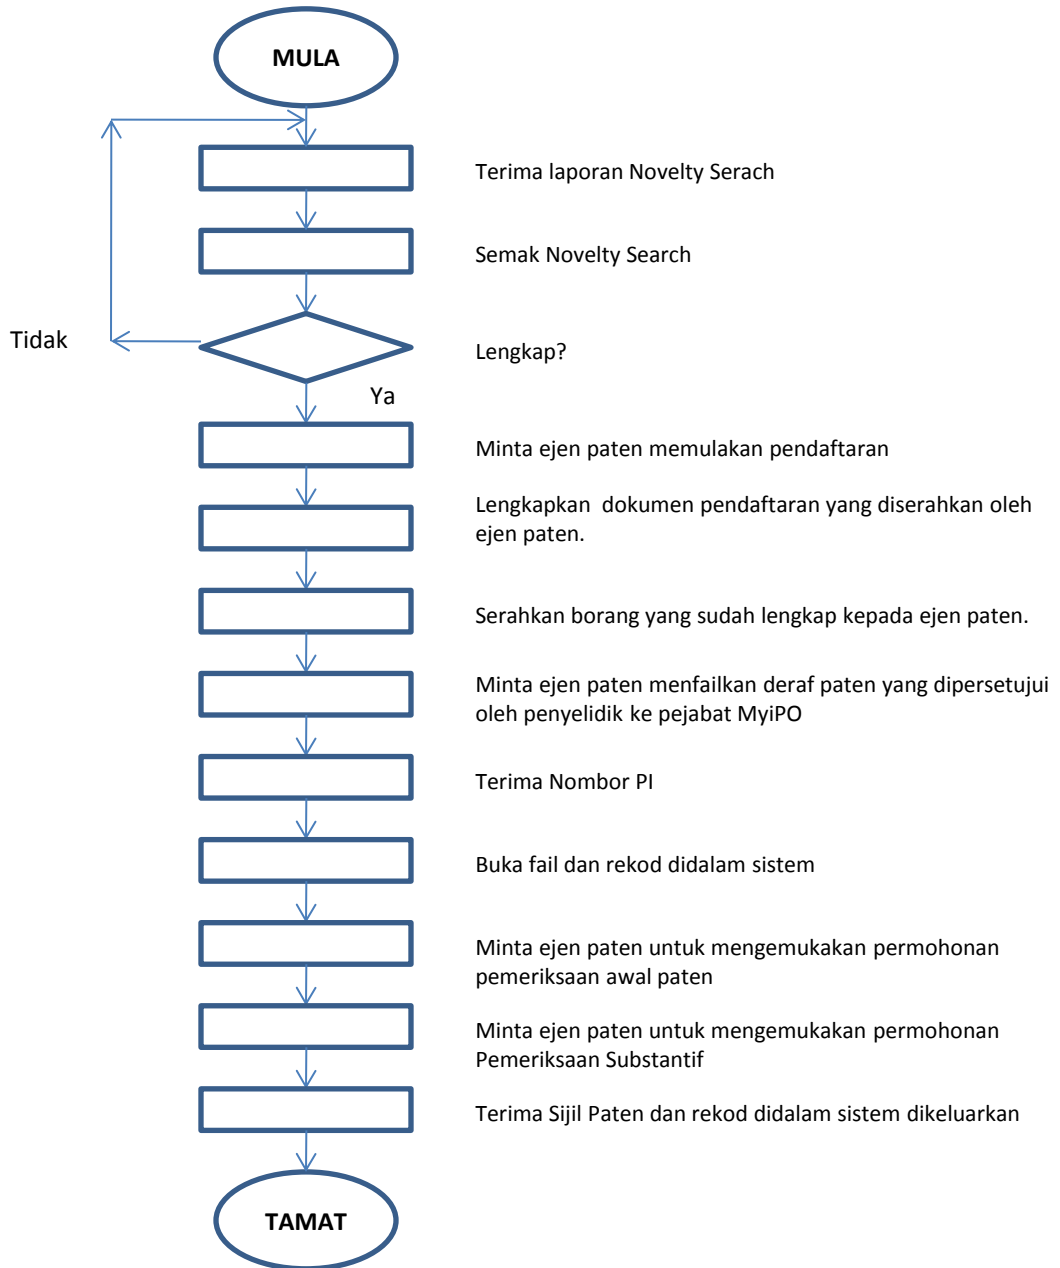 MULA
Terima laporan Novelty Serach
Semak Novelty Search
Tidak
Lengkap?
Ya
Minta ejen paten memulakan pendaftaran
Lengkapkan  dokumen pendaftaran yang diserahkan oleh
ejen paten.
Serahkan borang yang sudah lengkap kepada ejen paten.
Minta ejen paten menfailkan deraf paten yang dipersetujui
oleh penyelidik ke pejabat MyiPO
Terima Nombor PI
Buka fail dan rekod didalam sistem
Minta ejen paten untuk mengemukakan permohonan
pemeriksaan awal paten
Minta ejen paten untuk mengemukakan permohonan
Pemeriksaan Substantif
Terima Sijil Paten dan rekod didalam sistem dikeluarkan
TAMAT